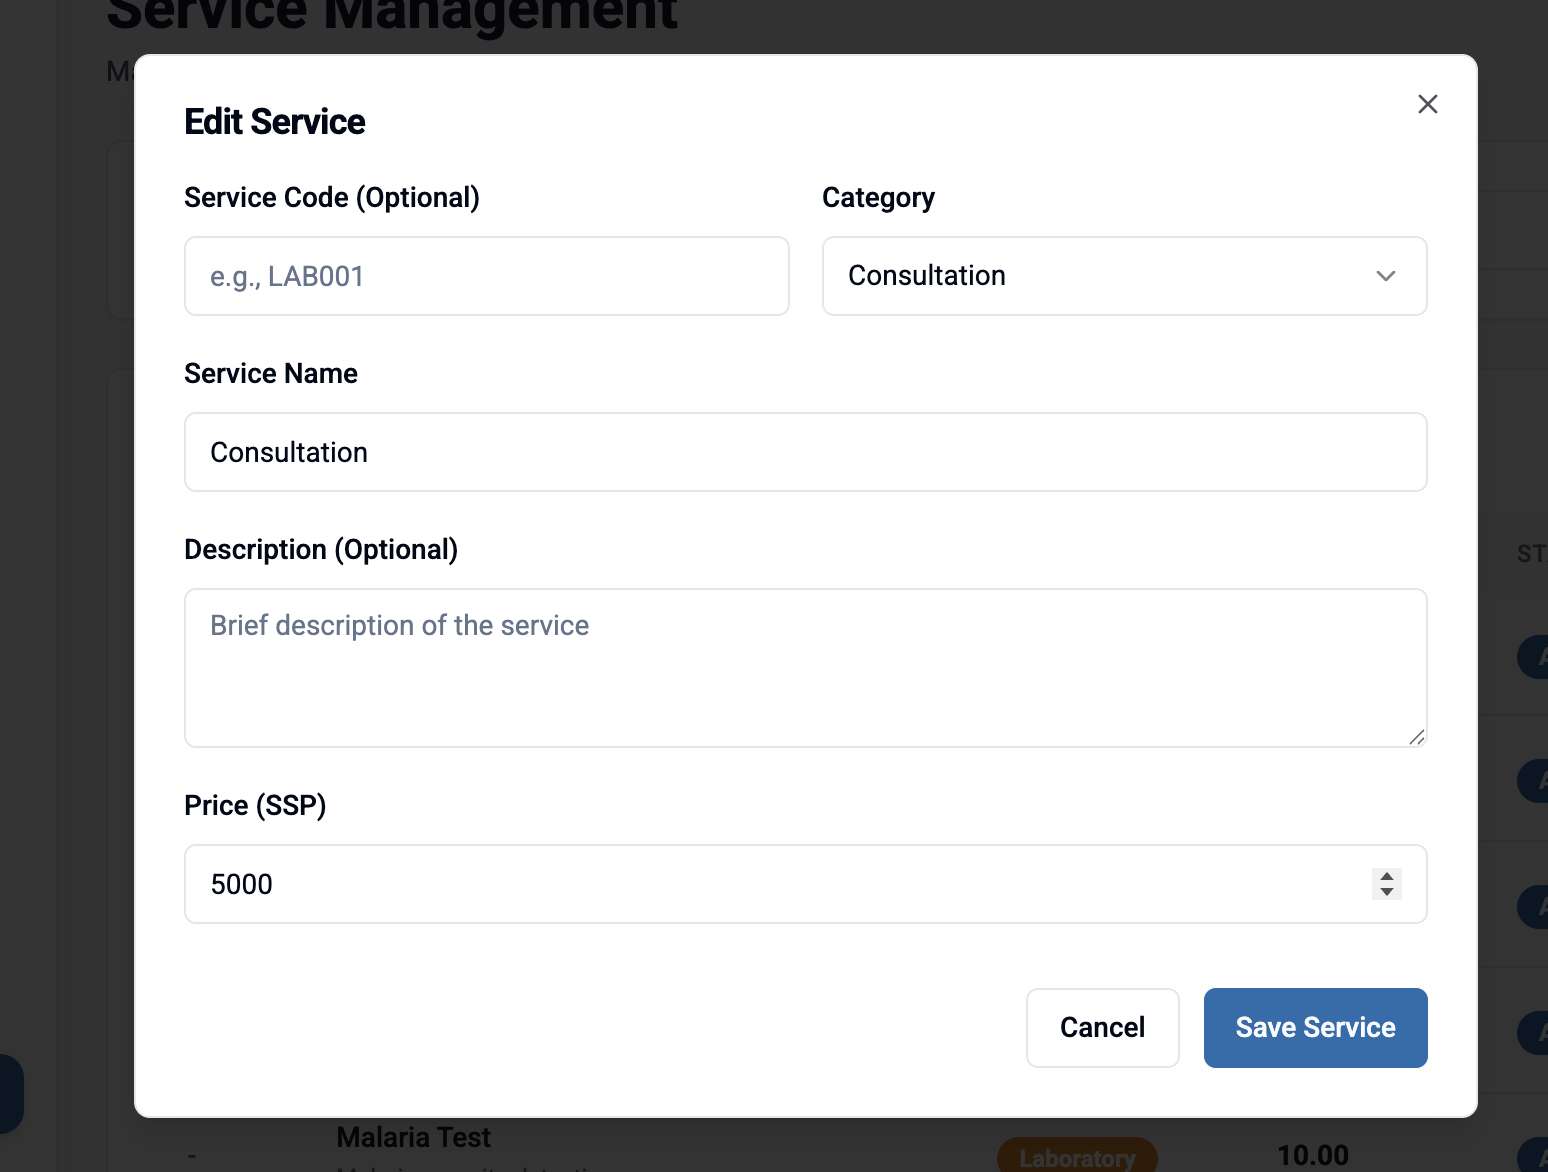 Service Management
Edit Service
Service Code (Optional)
Category
e.g., LAB001
Consultation
Service Name
Consultation
Description (Optional)
Brief description of the service
ST
Price (SSP)
5000
Cancel
Save Service
-
Malaria Test
Laboratory
10.00